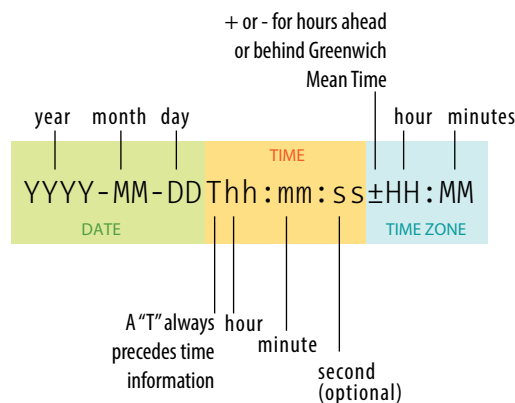 + or - for hours ahead
or behind Greenwich
Mean Time
year month day
hour minutes
TIME
YYYY-MM-DDThh:mm:ss±HH:MM
DATE
TIME ZONE
A “T” always
precedes time
information
hour
minute
second
(optional)